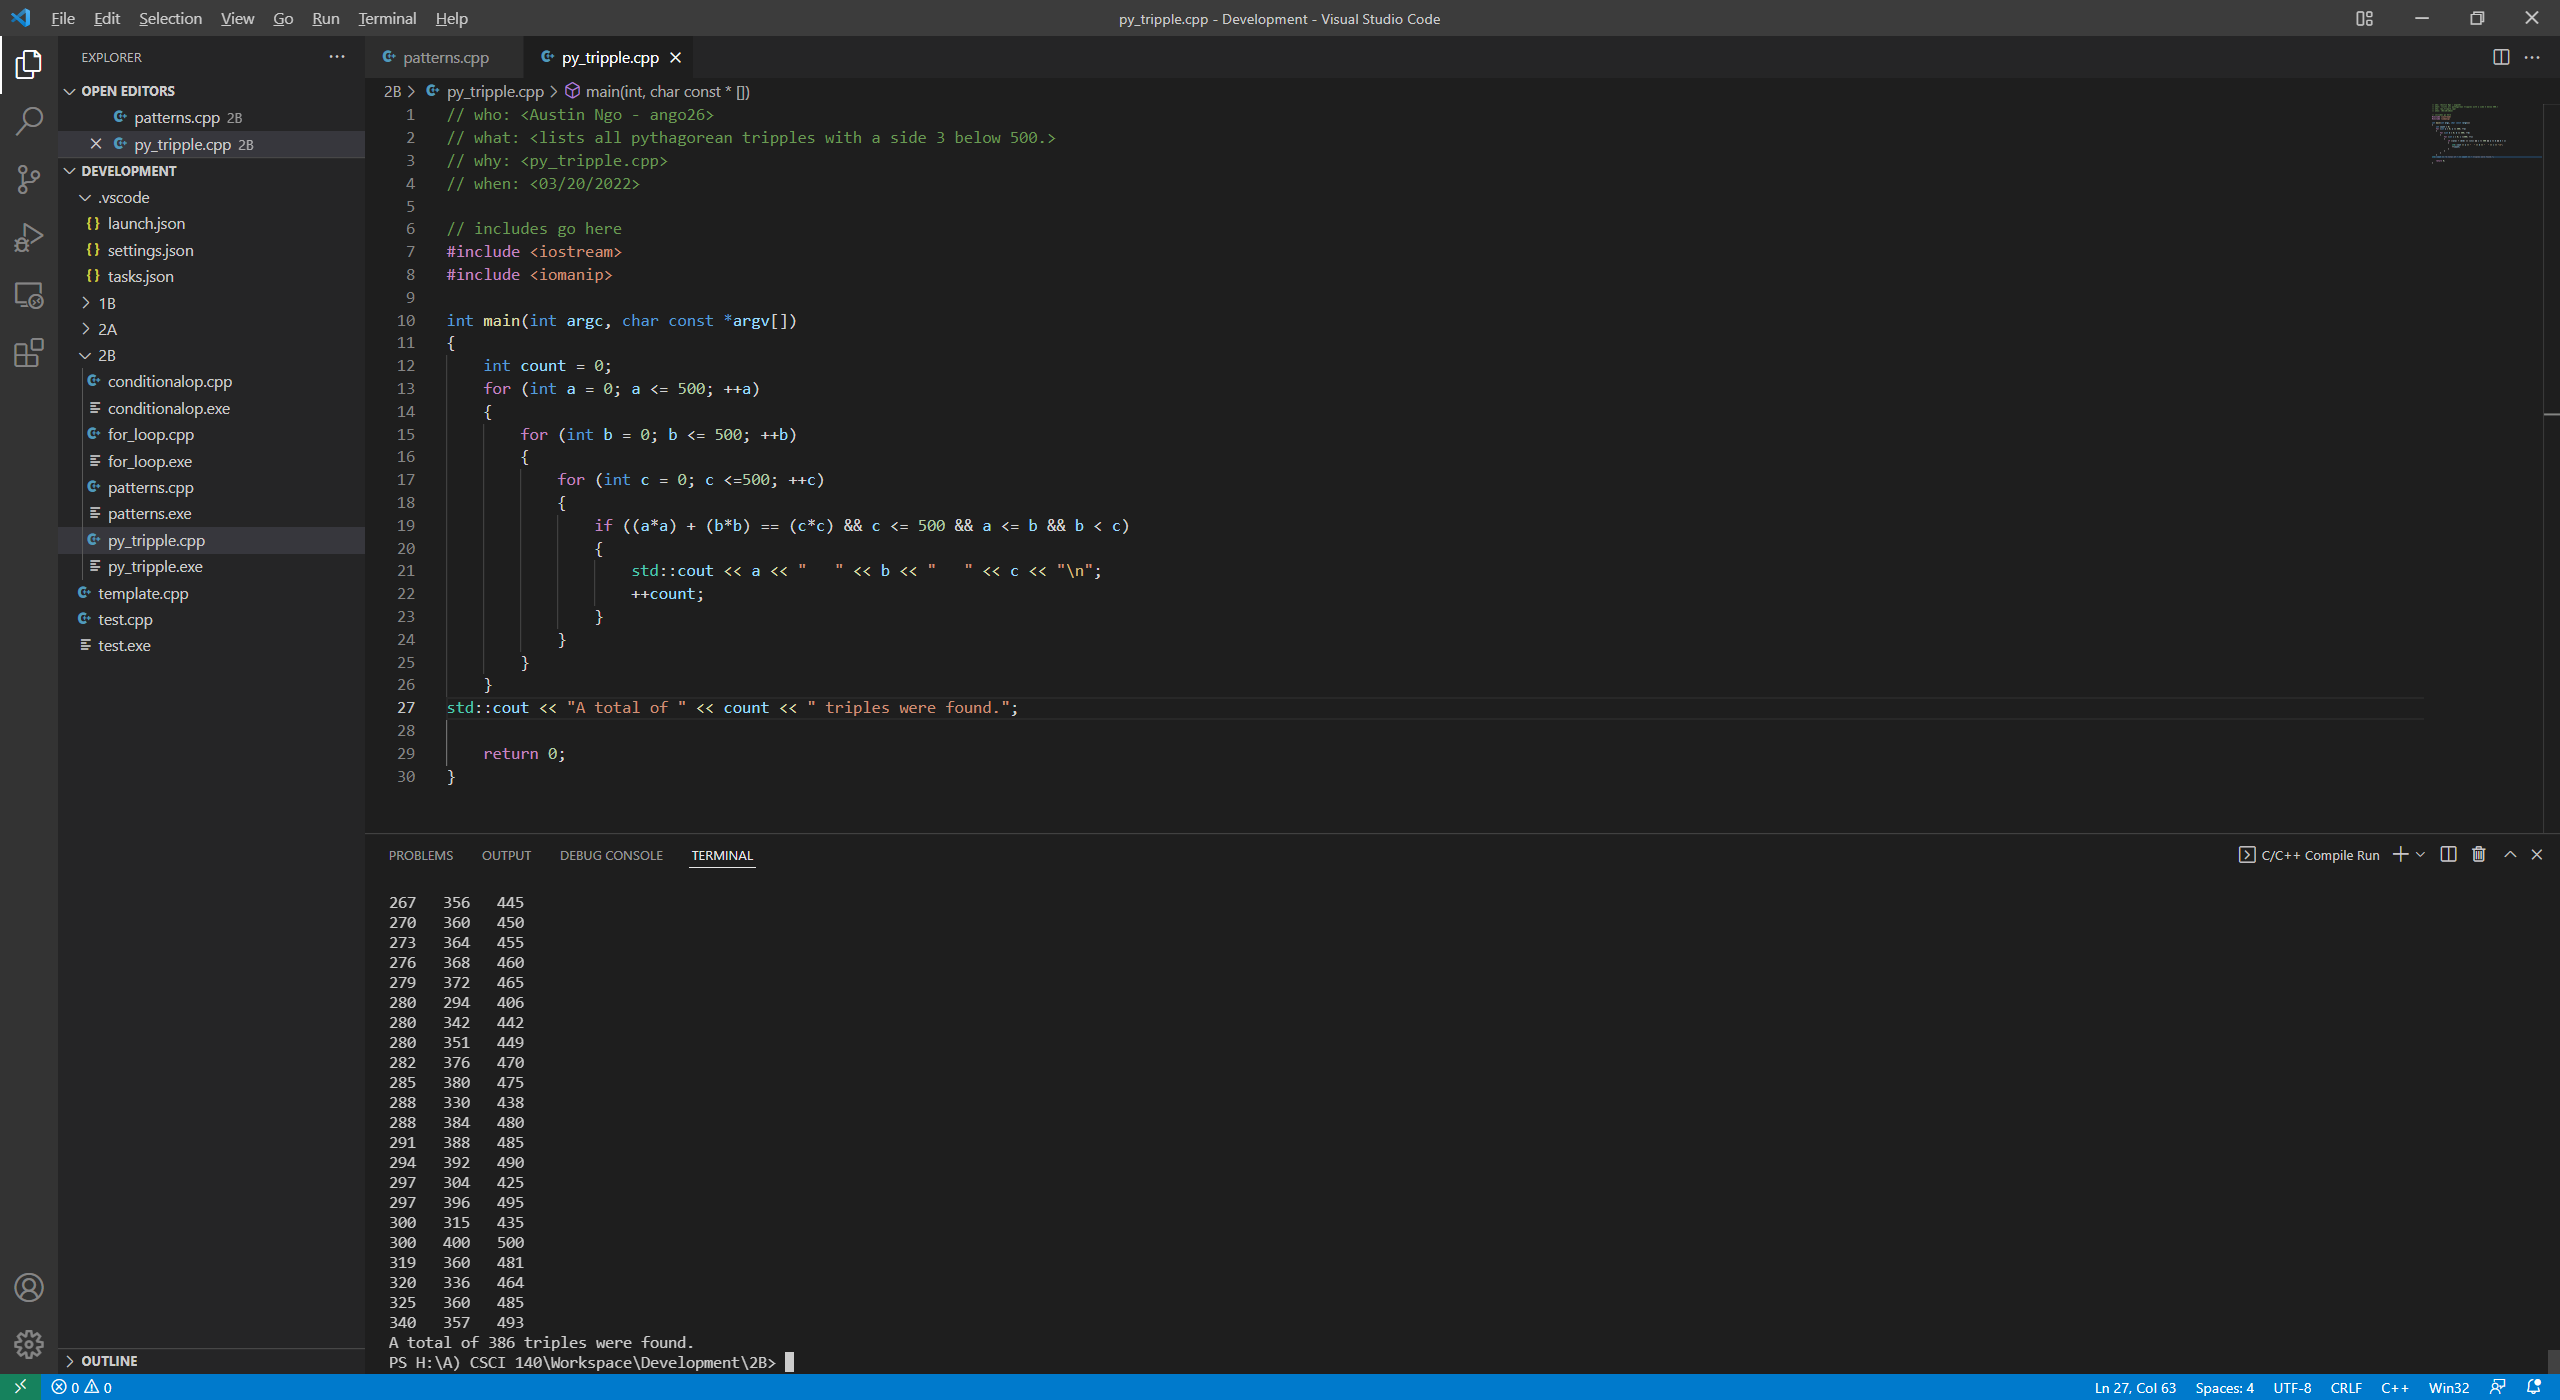 File Edit Selection View Go Run Terminal Help
py_tripple.cpp - Development - Visual Studio Code
EXPLORER
OPEN EDITORS
patterns.cpp 2B
py_tripple.cpp 2B
DEVELOPMENT
.vscode
launch.json
settings.json
tasks.json
1B
2A
2B
conditionalop.cpp
conditionalop.exe
for_loop.cpp
for_loop.exe
patterns.cpp
patterns.exe
py_tripple.cpp
py_tripple.exe
template.cpp
test.cpp
test.exe
OUTLINE
patterns.cpp
py_tripple.cpp
2B > py_tripple.cpp > main(int, char const * [])
1 // who: <Austin Ngo - ango26>
2 // what: <lists all pythagorean tripples with a side 3 below 500.>
3 // why: <py_tripple.cpp>
4 // when: <03/20/2022>
5
6 // includes go here
7 #include <iostream>
8 #include <iomanip>
9
10 int main(int argc, char const *argv[])
11 {
12     int count = 0;
13     for (int a = 0; a <= 500; ++a)
14     {
15         for (int b = 0; b <= 500; ++b)
16         {
17             for (int c = 0; c <=500; ++c)
18             {
19                 if ((a*a) + (b*b) == (c*c) && c <= 500 && a <= b && b < c)
20                 {
21                     std::cout << a << "   " << b << "   " << c << "\n";
22                     ++count;
23                 }
24             }
25         }
26     }
27 std::cout << "A total of " << count << " triples were found.";
28
29     return 0;
30 }
PROBLEMS OUTPUT DEBUG CONSOLE TERMINAL
C/C++ Compile Run
267   356   445
270   360   450
273   364   455
276   368   460
279   372   465
280   294   406
280   342   442
280   351   449
282   376   470
285   380   475
288   330   438
288   384   480
291   388   485
294   392   490
297   304   425
297   396   495
300   315   435
300   400   500
319   360   481
320   336   464
325   360   485
340   357   493
A total of 386 triples were found.
PS H:\A) CSCI 140\Workspace\Development\2B>
0 0
Ln 27, Col 63 Spaces: 4 UTF-8 CRLF C++ Win32